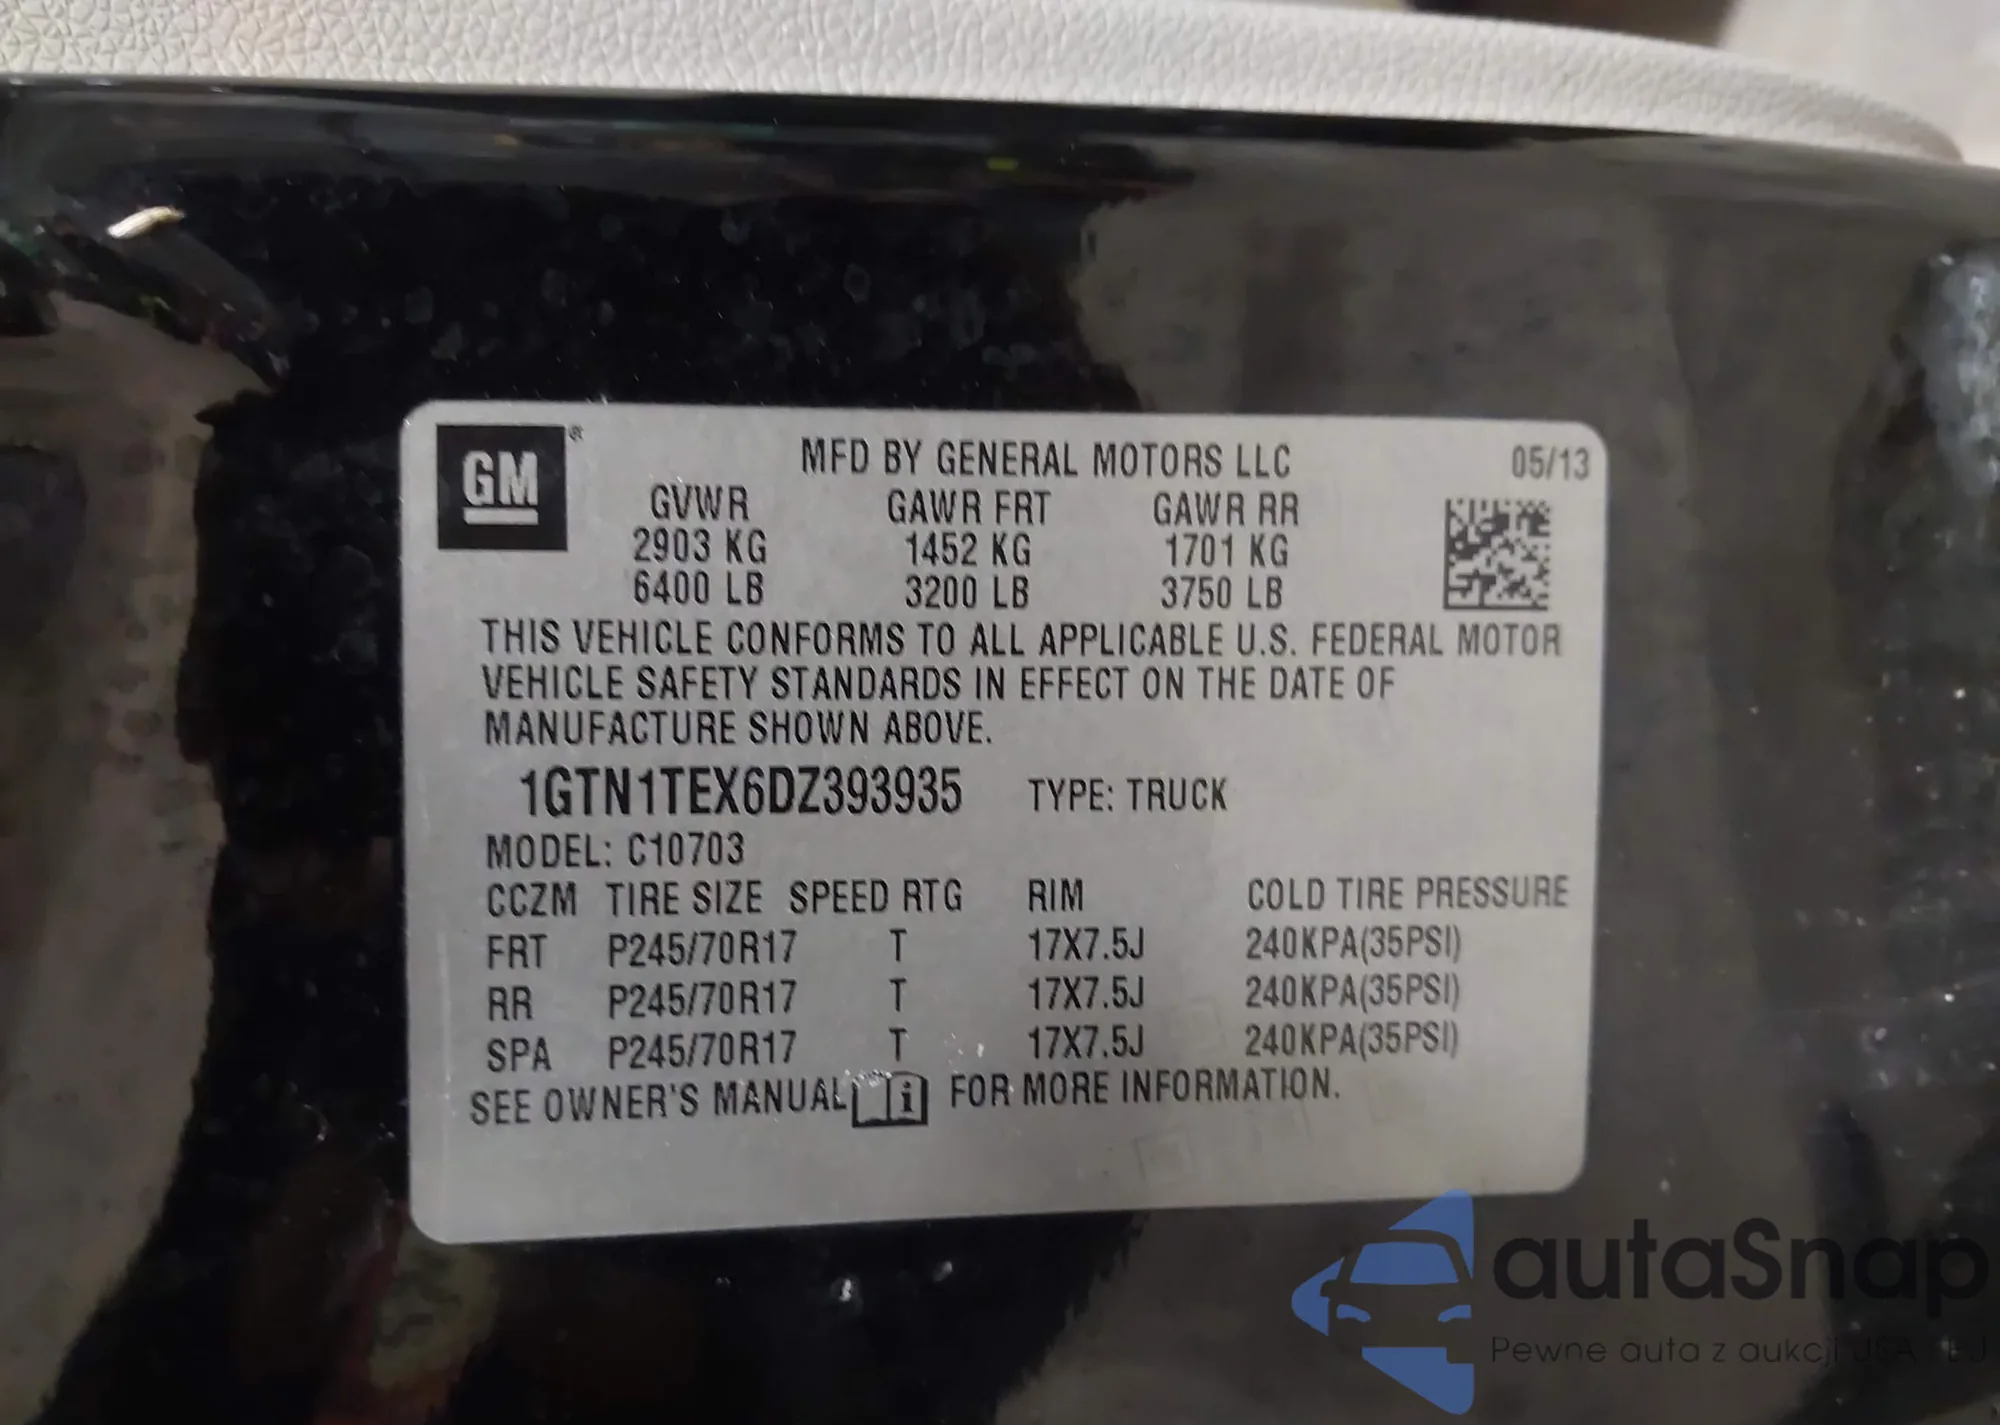 GM®
MFD BY GENERAL MOTORS LLC 05/13
GVWR GAWR FRT GAWR RR
2903 KG 1452 KG 1701 KG
6400 LB 3200 LB 3750 LB
THIS VEHICLE CONFORMS TO ALL APPLICABLE U.S. FEDERAL MOTOR
VEHICLE SAFETY STANDARDS IN EFFECT ON THE DATE OF
MANUFACTURE SHOWN ABOVE.
1GTN1TEX6DZ393935 TYPE: TRUCK
MODEL: C10703
CCZM TIRE SIZE SPEED RTG RIM COLD TIRE PRESSURE
FRT P245/70R17 T 17X7.5J 240KPA(35PSI)
RR P245/70R17 T 17X7.5J 240KPA(35PSI)
SPA P245/70R17 T 17X7.5J 240KPA(35PSI)
SEE OWNER'S MANUAL i FOR MORE INFORMATION.
autaSnap
Pewne auta z aukcji USA